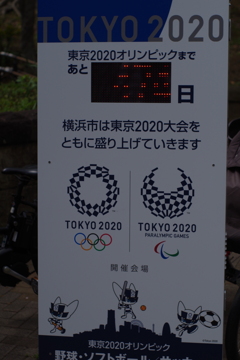 TOKYO 2020
東京2020オリンピックまで
あと
日
横浜市は東京2020大会を
ともに盛り上げていきます
TOKYO 2020
TOKYO 2020
PARALYMPIC GAMES
開催会場
東京2020オリンピック
野球・ソフトボール・サッカー